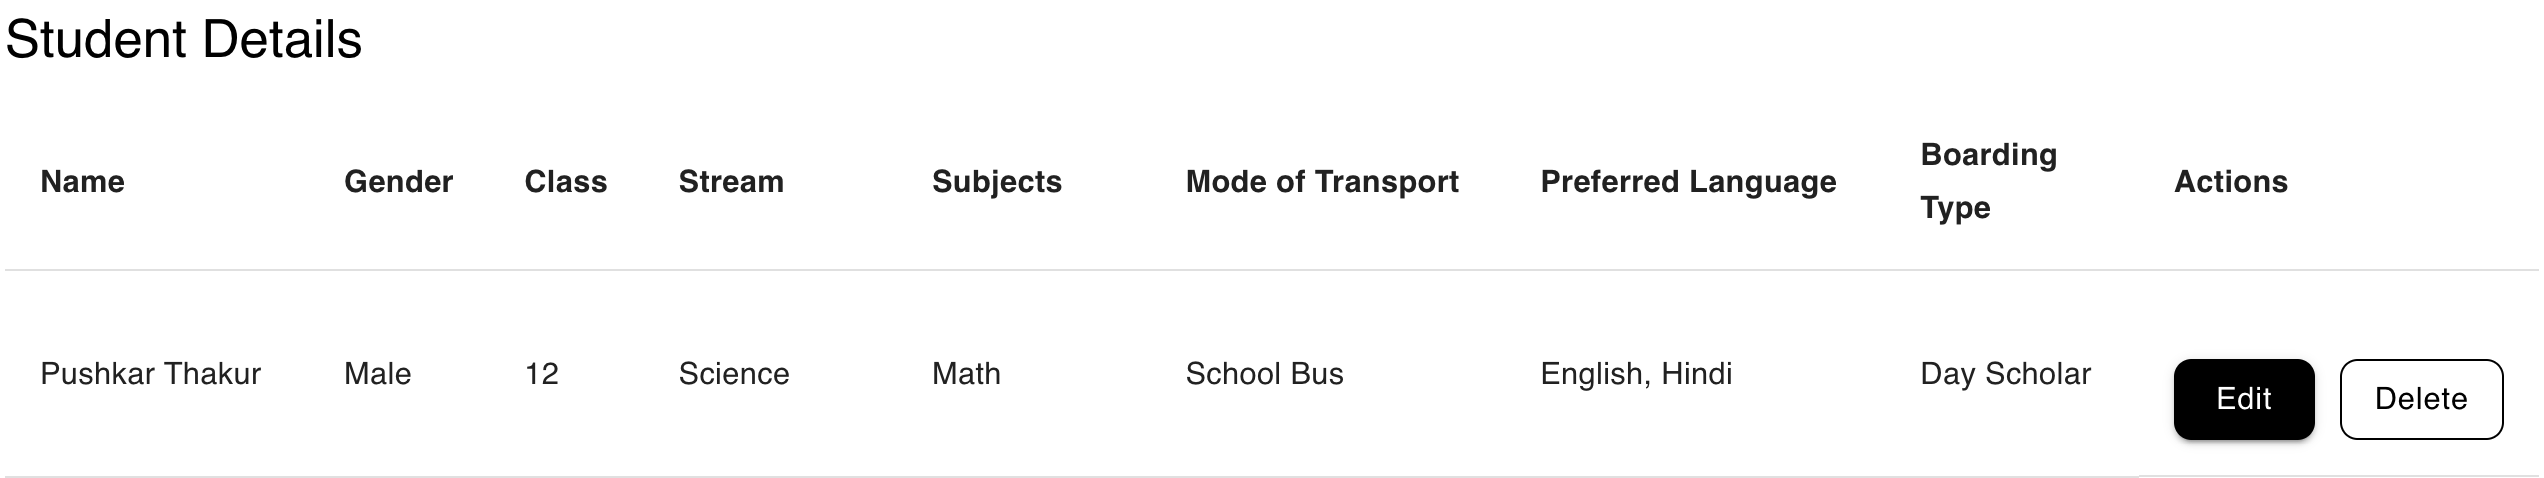 Student Details
Name Gender Class Stream Subjects Mode of Transport Preferred Language Boarding Type Actions
Pushkar Thakur Male 12 Science Math School Bus English, Hindi Day Scholar Edit Delete